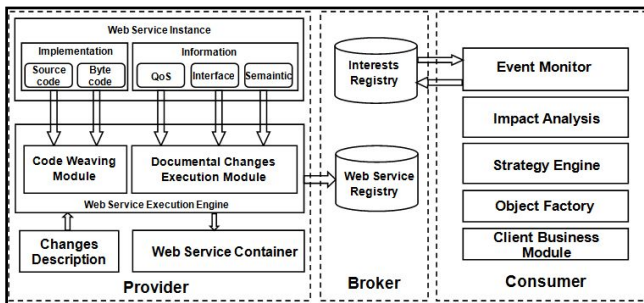 Web Service Instance
Implementation
Information
Source
code
Byte
code
QoS
Interface
Semaintic
Code Weaving
Module
Documental Changes
Execution Module
Web Service Execution Engine
Changes
Description
Web Service Container
Provider
Interests
Registry
Web Service
Registry
Broker
Event Monitor
Impact Analysis
Strategy Engine
Object Factory
Client Business
Module
Consumer